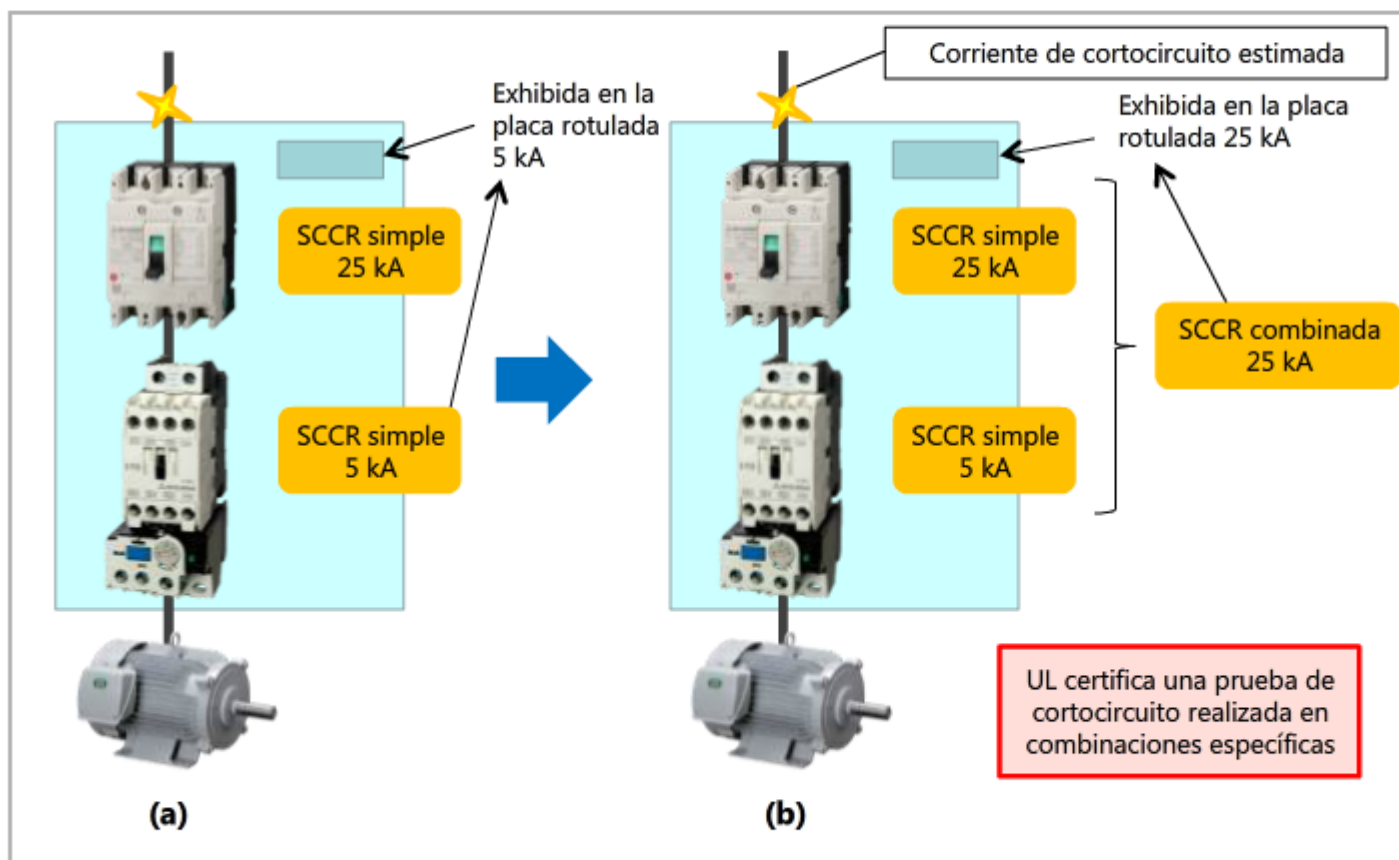 Corriente de cortocircuito estimada
Exhibida en la
placa rotulada
5 kA
SCCR simple
25 kA
SCCR simple
5 kA
(a)
Exhibida en la placa
rotulada 25 kA
SCCR simple
25 kA
SCCR simple
5 kA
SCCR combinada
25 kA
UL certifica una prueba de
cortocircuito realizada en
combinaciones específicas
(b)